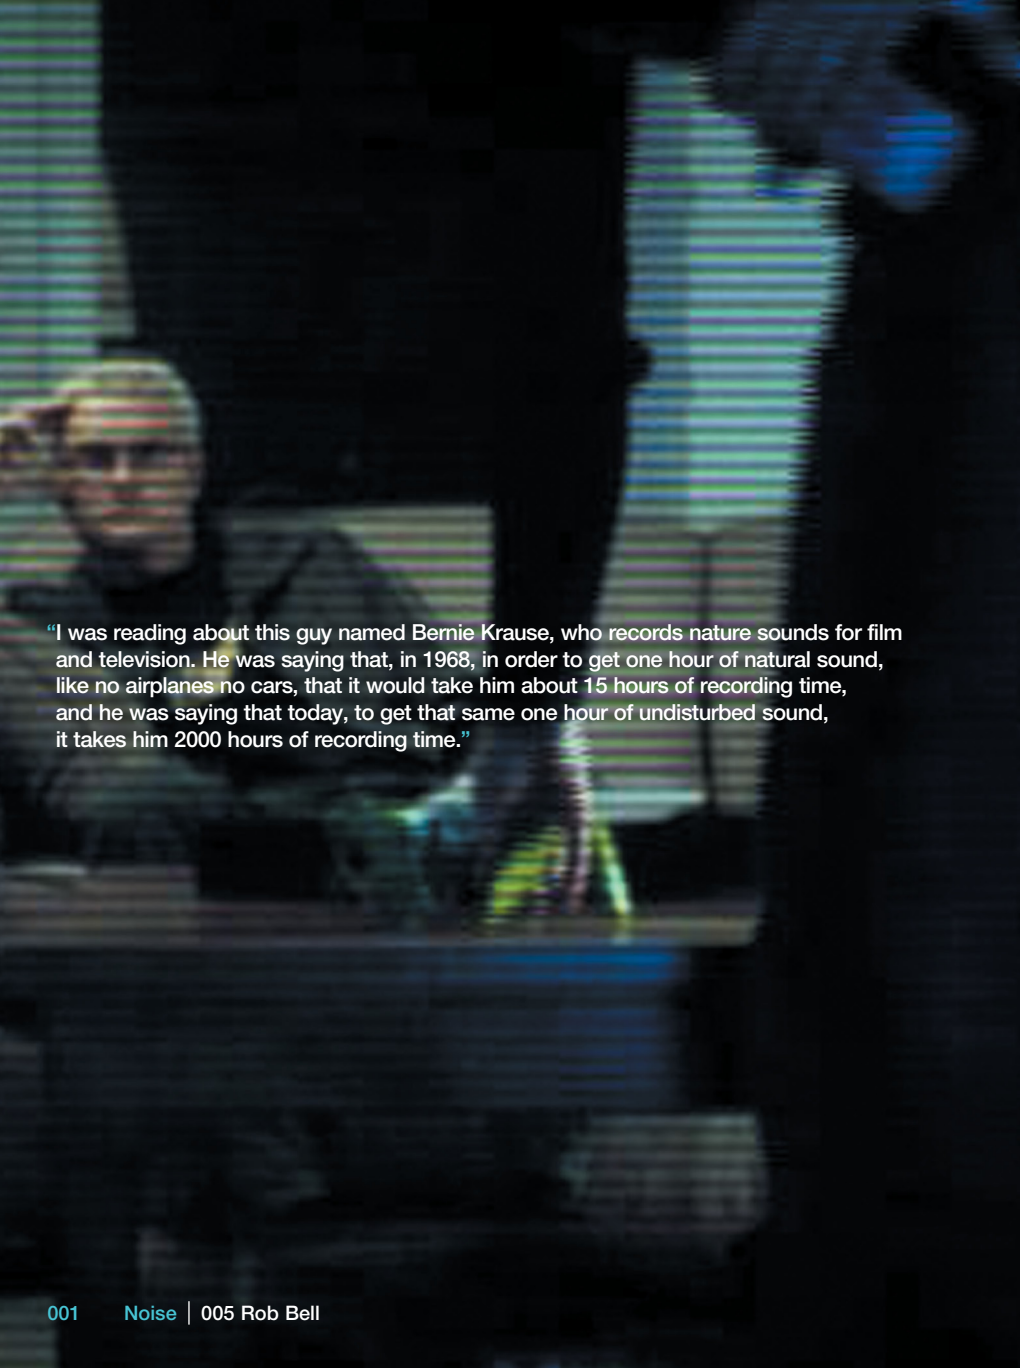 “I was reading about this guy named Bernie Krause, who records nature sounds for film
and television. He was saying that, in 1968, in order to get one hour of natural sound,
like no airplanes no cars, that it would take him about 15 hours of recording time,
and he was saying that today, to get that same one hour of undisturbed sound,
it takes him 2000 hours of recording time.”
001 Noise | 005 Rob Bell